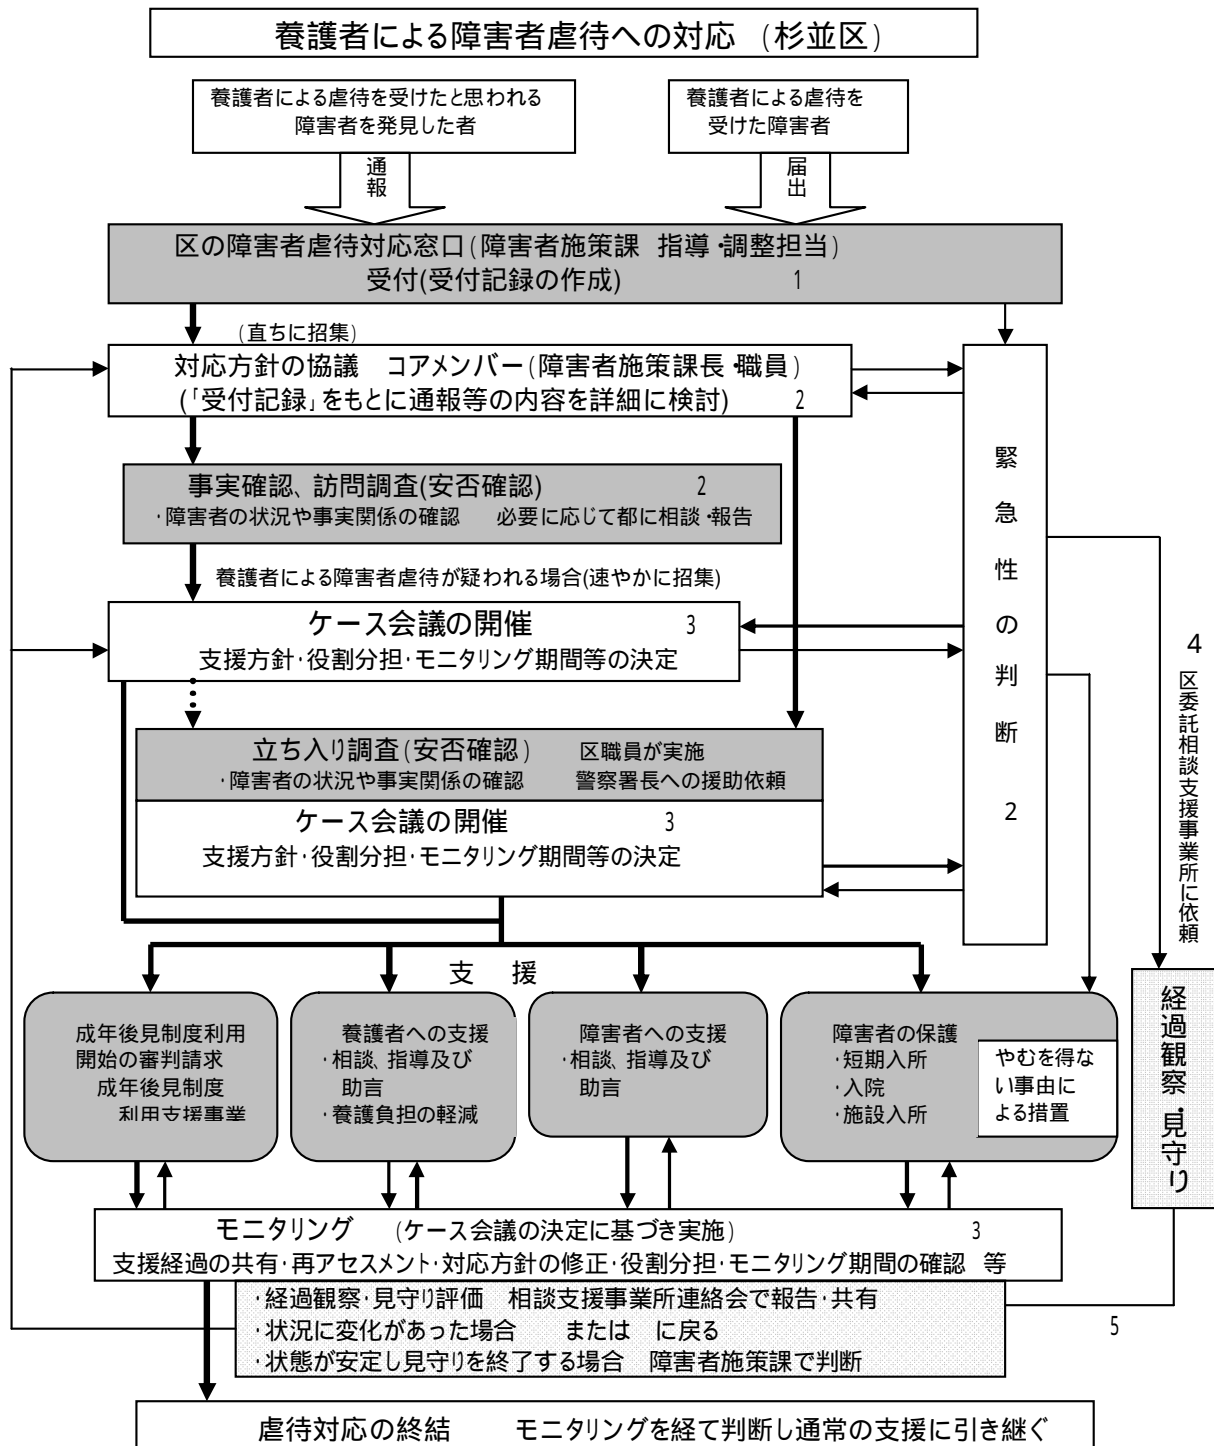 養護者による障害者虐待への対応 (杉並区)
養護者による虐待を受けたと思われる
障害者を発見した者
養護者による虐待を
受けた障害者
通報
届出
区の障害者虐待対応窓口(障害者施策課 指導・調整担当)
受付(受付記録の作成) 1
(直ちに招集)
対応方針の協議 コアメンバー(障害者施策課長・職員)
(「受付記録」をもとに通報等の内容を詳細に検討) 2
事実確認、訪問調査(安否確認) 2
・障害者の状況や事実関係の確認 必要に応じて都に相談・報告
養護者による障害者虐待が疑われる場合(速やかに招集)
ケース会議の開催 3
支援方針・役割分担・モニタリング期間等の決定
立ち入り調査(安否確認) 区職員が実施
・障害者の状況や事実関係の確認 警察署長への援助依頼
ケース会議の開催 3
支援方針・役割分担・モニタリング期間等の決定
緊急性の判断 2
4 区委託相談支援事業所に依頼
支 援
成年後見制度利用
開始の審判請求
成年後見制度
利用支援事業
養護者への支援
・相談、指導及び
助言
・養護負担の軽減
障害者への支援
・相談、指導及び
助言
障害者の保護
・短期入所
・入院
・施設入所
やむを得な
い事由に
よる措置
経過観察・見守り
モニタリング (ケース会議の決定に基づき実施) 3
支援経過の共有・再アセスメント・対応方針の修正・役割分担・モニタリング期間の確認 等
・経過観察・見守り評価 相談支援事業所連絡会で報告・共有
・状況に変化があった場合 または に戻る
・状態が安定し見守りを終了する場合 障害者施策課で判断
5
虐待対応の終結 モニタリングを経て判断し通常の支援に引き継ぐ